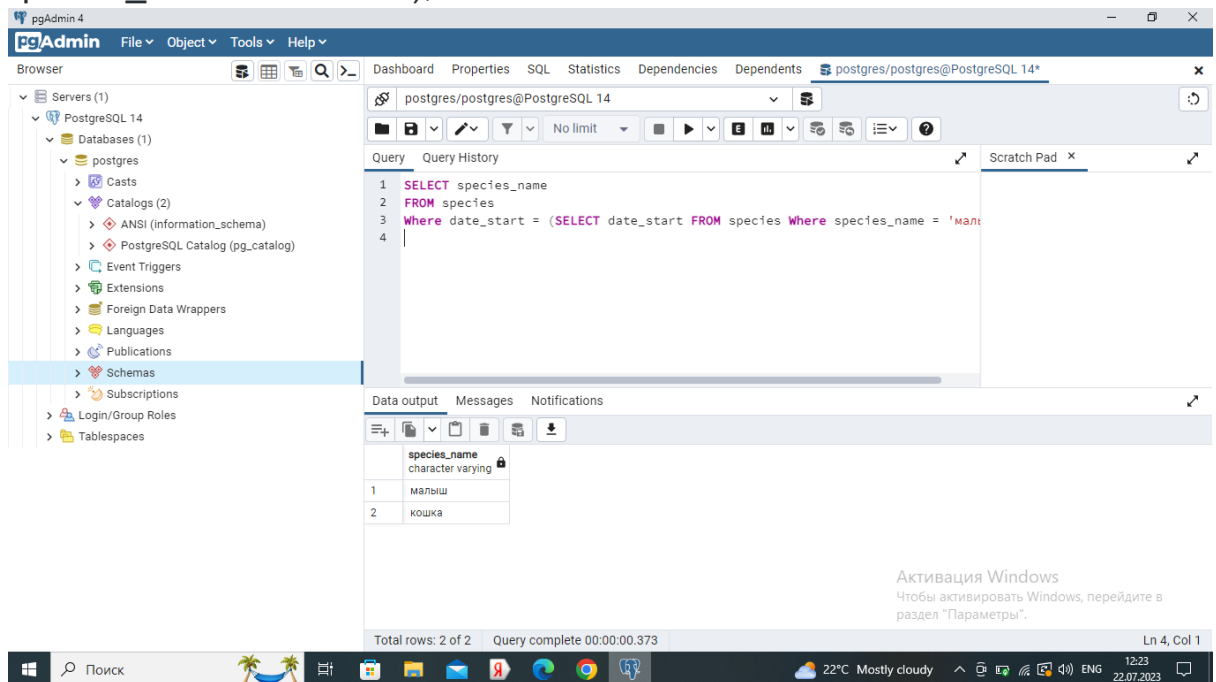 pgAdmin 4
pgAdmin File Object Tools Help
Browser
Servers (1)
PostgreSQL 14
Databases (1)
postgres
Casts
Catalogs (2)
ANSI (information_schema)
PostgreSQL Catalog (pg_catalog)
Event Triggers
Extensions
Foreign Data Wrappers
Languages
Publications
Schemas
Subscriptions
Login/Group Roles
Tablespaces
Dashboard Properties SQL Statistics Dependencies Dependents postgres/postgres@PostgreSQL 14*
postgres/postgres@PostgreSQL 14
No limit
Query Query History
Scratch Pad
1 SELECT species_name
2 FROM species
3 Where date_start = (SELECT date_start FROM species Where species_name = 'мал
4
Data output Messages Notifications
species_name
character varying
1 малыш
2 кошка
Активация Windows
Чтобы активировать Windows, перейдите в
раздел "Параметры".
Total rows: 2 of 2 Query complete 00:00:00.373
Ln 4, Col 1
Поиск
22°C Mostly cloudy
ENG
12:23
22.07.2023